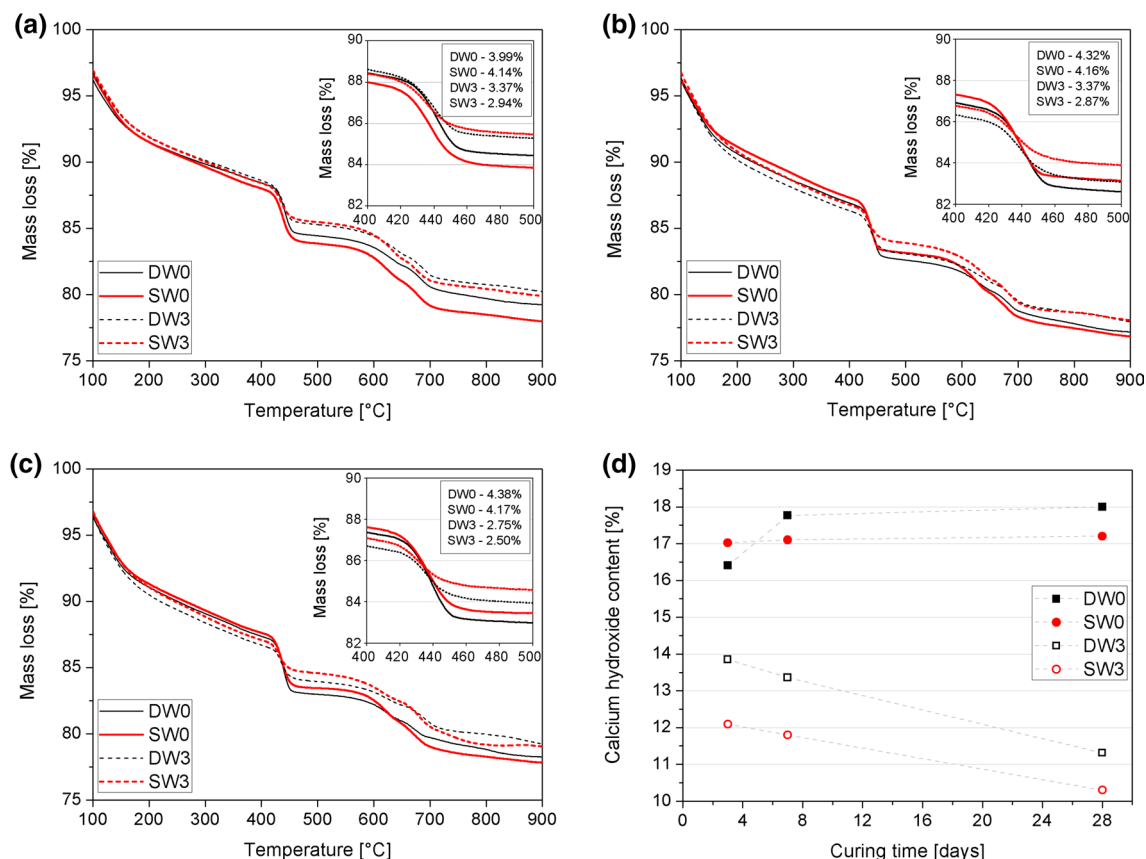 (a)
100
95
90
85
80
75
Mass loss [%]
100 200 300 400 500 600 700 800 900
Temperature [°C]
DW0
SW0
DW3
SW3
90
88
86
84
82
Mass loss [%]
400 420 440 460 480 500
DW0 - 3.99%
SW0 - 4.14%
DW3 - 3.37%
SW3 - 2.94%
(b)
100
95
90
85
80
75
Mass loss [%]
100 200 300 400 500 600 700 800 900
Temperature [°C]
DW0
SW0
DW3
SW3
90
88
86
84
82
Mass loss [%]
400 420 440 460 480 500
DW0 - 4.32%
SW0 - 4.16%
DW3 - 3.37%
SW3 - 2.87%
(c)
100
95
90
85
80
75
Mass loss [%]
100 200 300 400 500 600 700 800 900
Temperature [°C]
DW0
SW0
DW3
SW3
90
88
86
84
82
Mass loss [%]
400 420 440 460 480 500
DW0 - 4.38%
SW0 - 4.17%
DW3 - 2.75%
SW3 - 2.50%
(d)
19
18
17
16
15
14
13
12
11
10
Calcium hydroxide content [%]
0 4 8 12 16 20 24 28
Curing time [days]
DW0
SW0
DW3
SW3